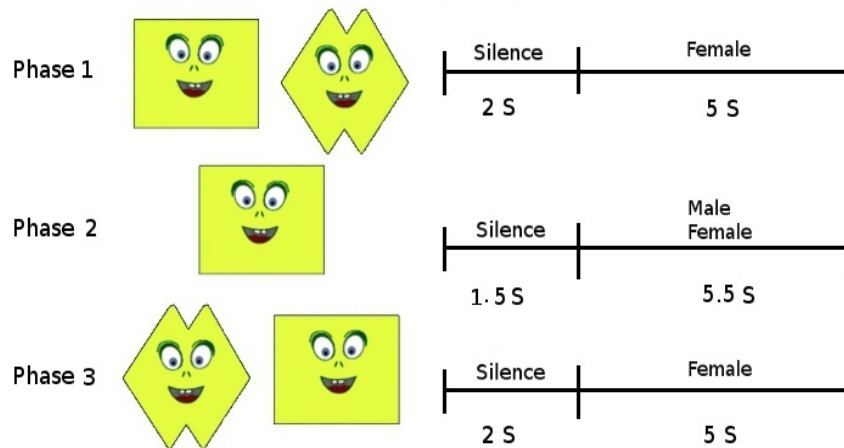 Silence Female
Phase 1
2 S 5 S
Male
Phase 2 Silence Female
1.5 S 5.5 S
Phase 3 Silence Female
2 S 5 S